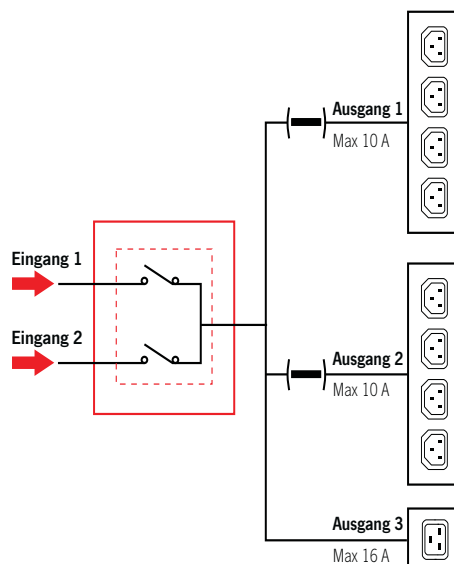 Ausgang 1
Max 10 A
Eingang 1
Eingang 2
Ausgang 2
Max 10 A
Ausgang 3
Max 16 A